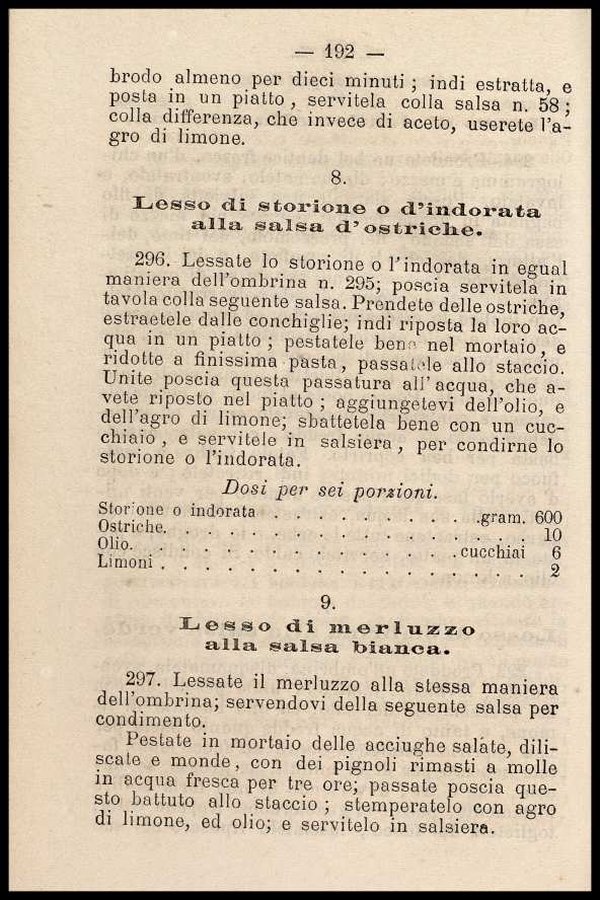 — 192 —
brodo almeno per dieci minuti ; indi estratta, e
posta in un piatto , servitela colla salsa n. 58 ;
colla differenza, che invece di aceto, userete l'a-
gro di limone.
8.
Lesso di storione o d'indorata
alla salsa d'ostriche.
296. Lessate lo storione o l'indorata in egual
maniera dell'ombrina n. 295; poscia servitela in
tavola colla seguente salsa. Prendete delle ostriche,
estraetele dalle conchiglie; indi riposta la loro ac-
qua in un piatto ; pestatele bene nel mortaio, e
ridotte a finissima pasta, passatele allo staccio.
Unite poscia questa passatura all' acqua, che a-
vete riposto nel piatto ; aggiungetevi dell'olio, e
dell'agro di limone; sbattetela bene con un cuc-
chiaio , e servitele in salsiera , per condirne lo
storione o l'indorata.
Dosi per sei porzioni.
Storione o indorata . . . . . . . . . .gram. 600
Ostriche. . . . . . . . . . . . . . . . . 10
Olio. . . . . . . . . . . . . . . .cucchiai 6
Limoni . . . . . . . . . . . . . . . . . 2
9.
Lesso di merluzzo
alla salsa bianca.
297. Lessate il merluzzo alla stessa maniera
dell'ombrina; servendovi della seguente salsa per
condimento.
Pestate in mortaio delle acciughe salate, dili-
scate e monde, con dei pignoli rimasti a molle
in acqua fresca per tre ore; passate poscia que-
sto battuto allo staccio ; stemperatelo con agro
di limone, ed olio; e servitelo in salsiera.